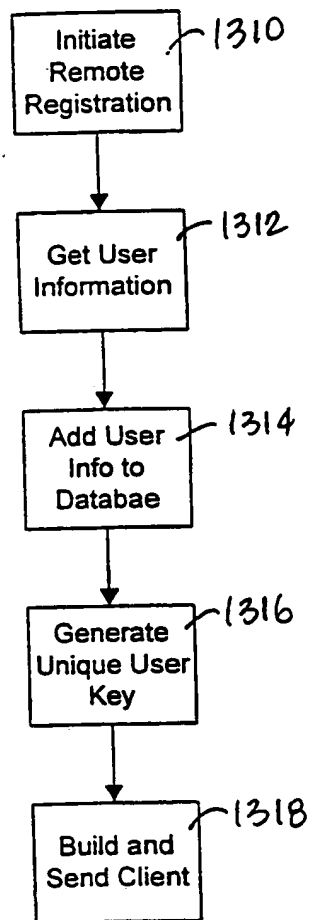 Initiate
Remote
Registration
1310
Get User
Information
1312
Add User
Info to
Databae
1314
Generate
Unique User
Key
1316
Build and
Send Client
1318